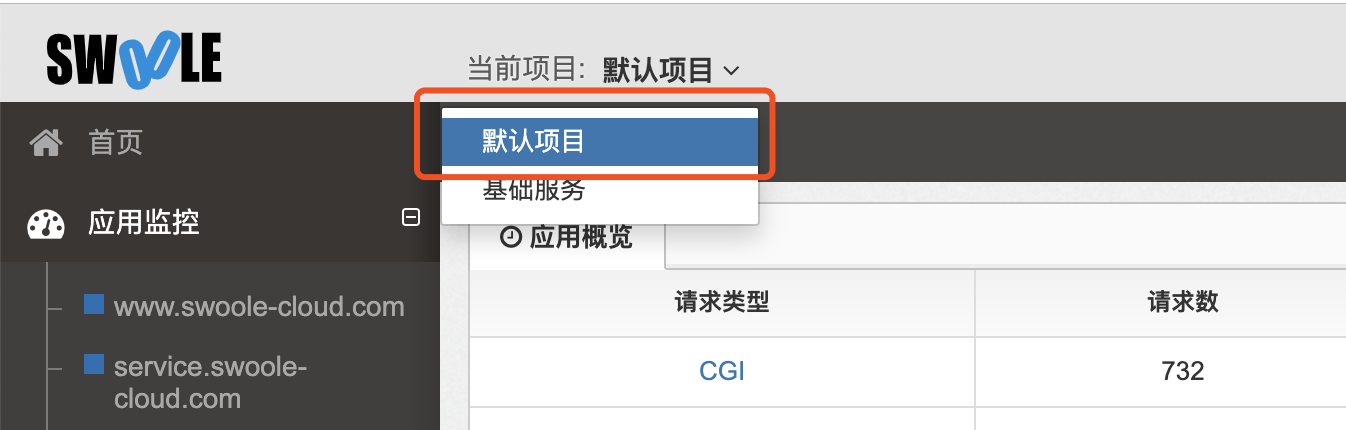 SWOOLE
当前项目: 默认项目
默认项目
基础服务
首页
应用监控
www.swoole-cloud.com
service.swoole-
cloud.com
应用概览
请求类型 请求数
CGI 732